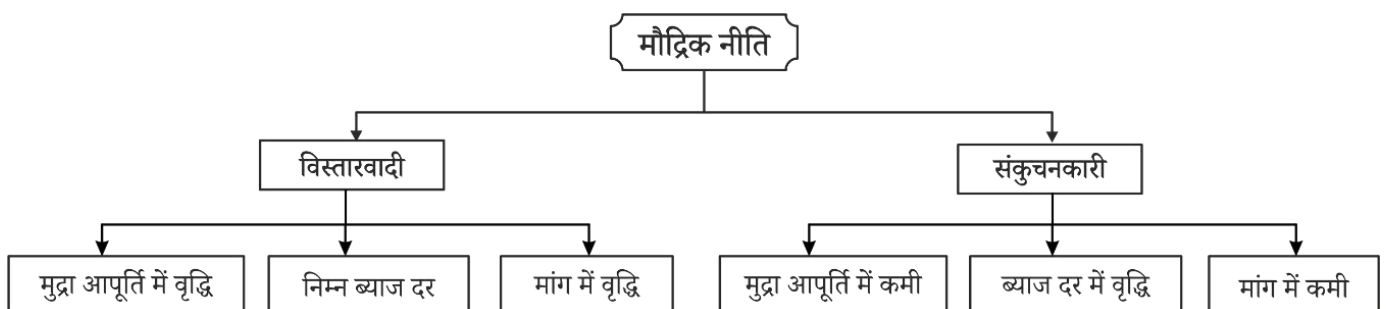 मौद्रिक नीति
विस्तारवादी
संकुचनकारी
मुद्रा आपूर्ति में वृद्धि
निम्न ब्याज दर
मांग में वृद्धि
मुद्रा आपूर्ति में कमी
ब्याज दर में वृद्धि
मांग में कमी